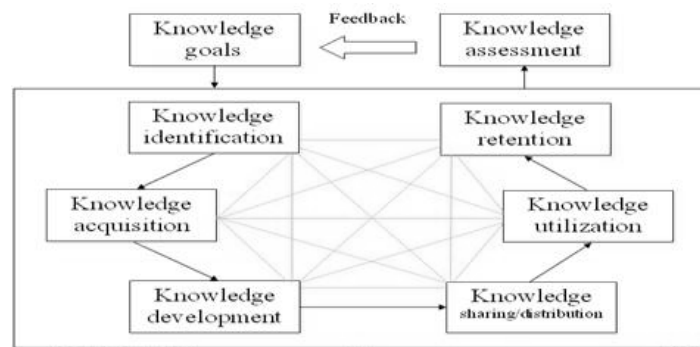 Feedback
Knowledge
goals
Knowledge
assessment
Knowledge
identification
Knowledge
retention
Knowledge
acquisition
Knowledge
utilization
Knowledge
development
Knowledge
sharing/distribution